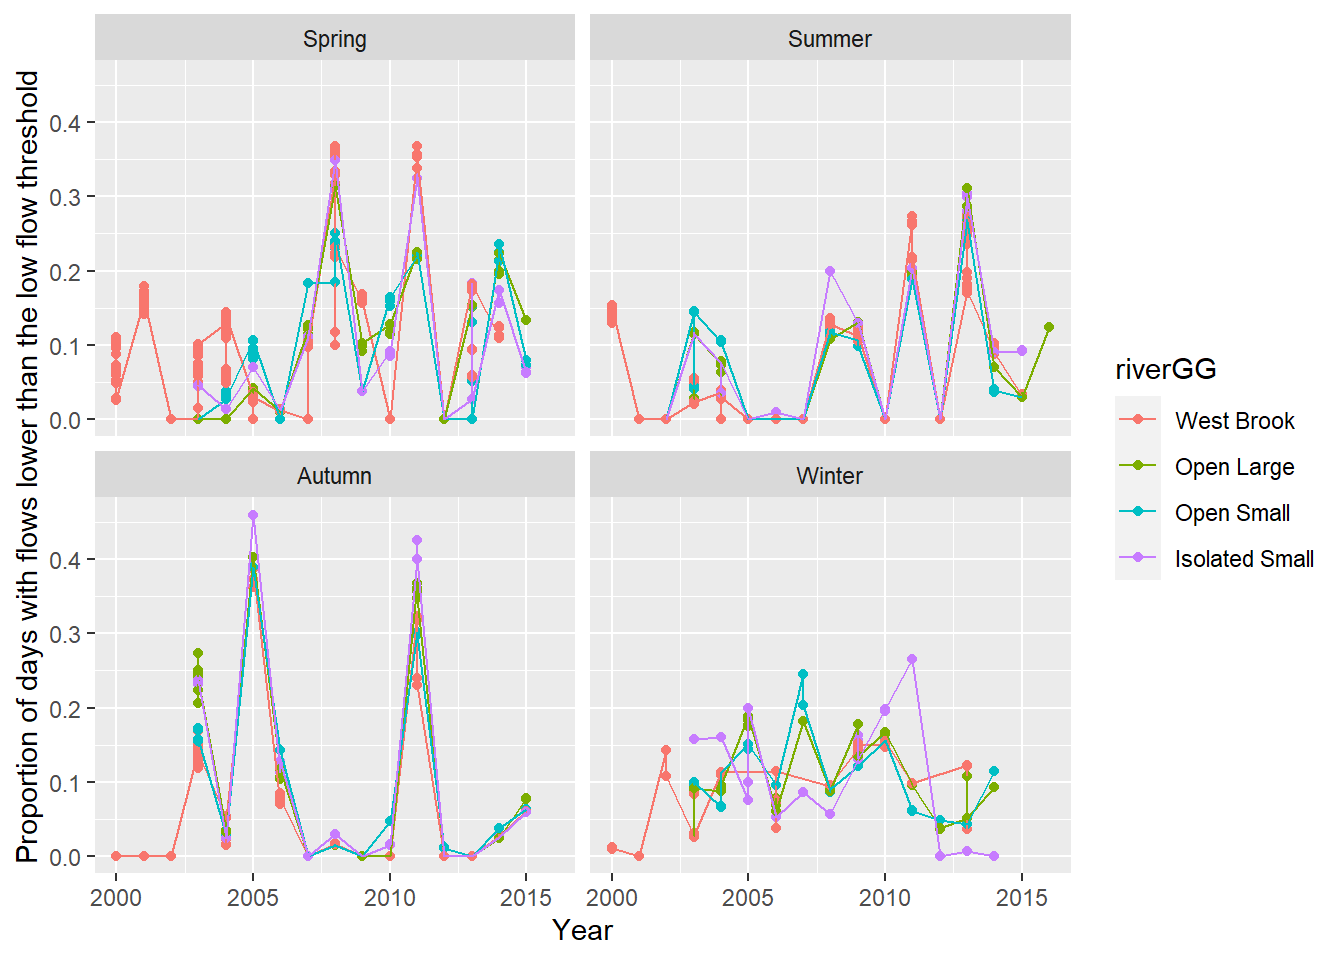 Spring
Summer
Proportion of days with flows lower than the low flow threshold
0.4
0.3
0.2
0.1
0.0
Autumn
Winter
0.4
0.3
0.2
0.1
0.0
2000 2005 2010 2015 2000 2005 2010 2015
Year
riverGG
West Brook
Open Large
Open Small
Isolated Small